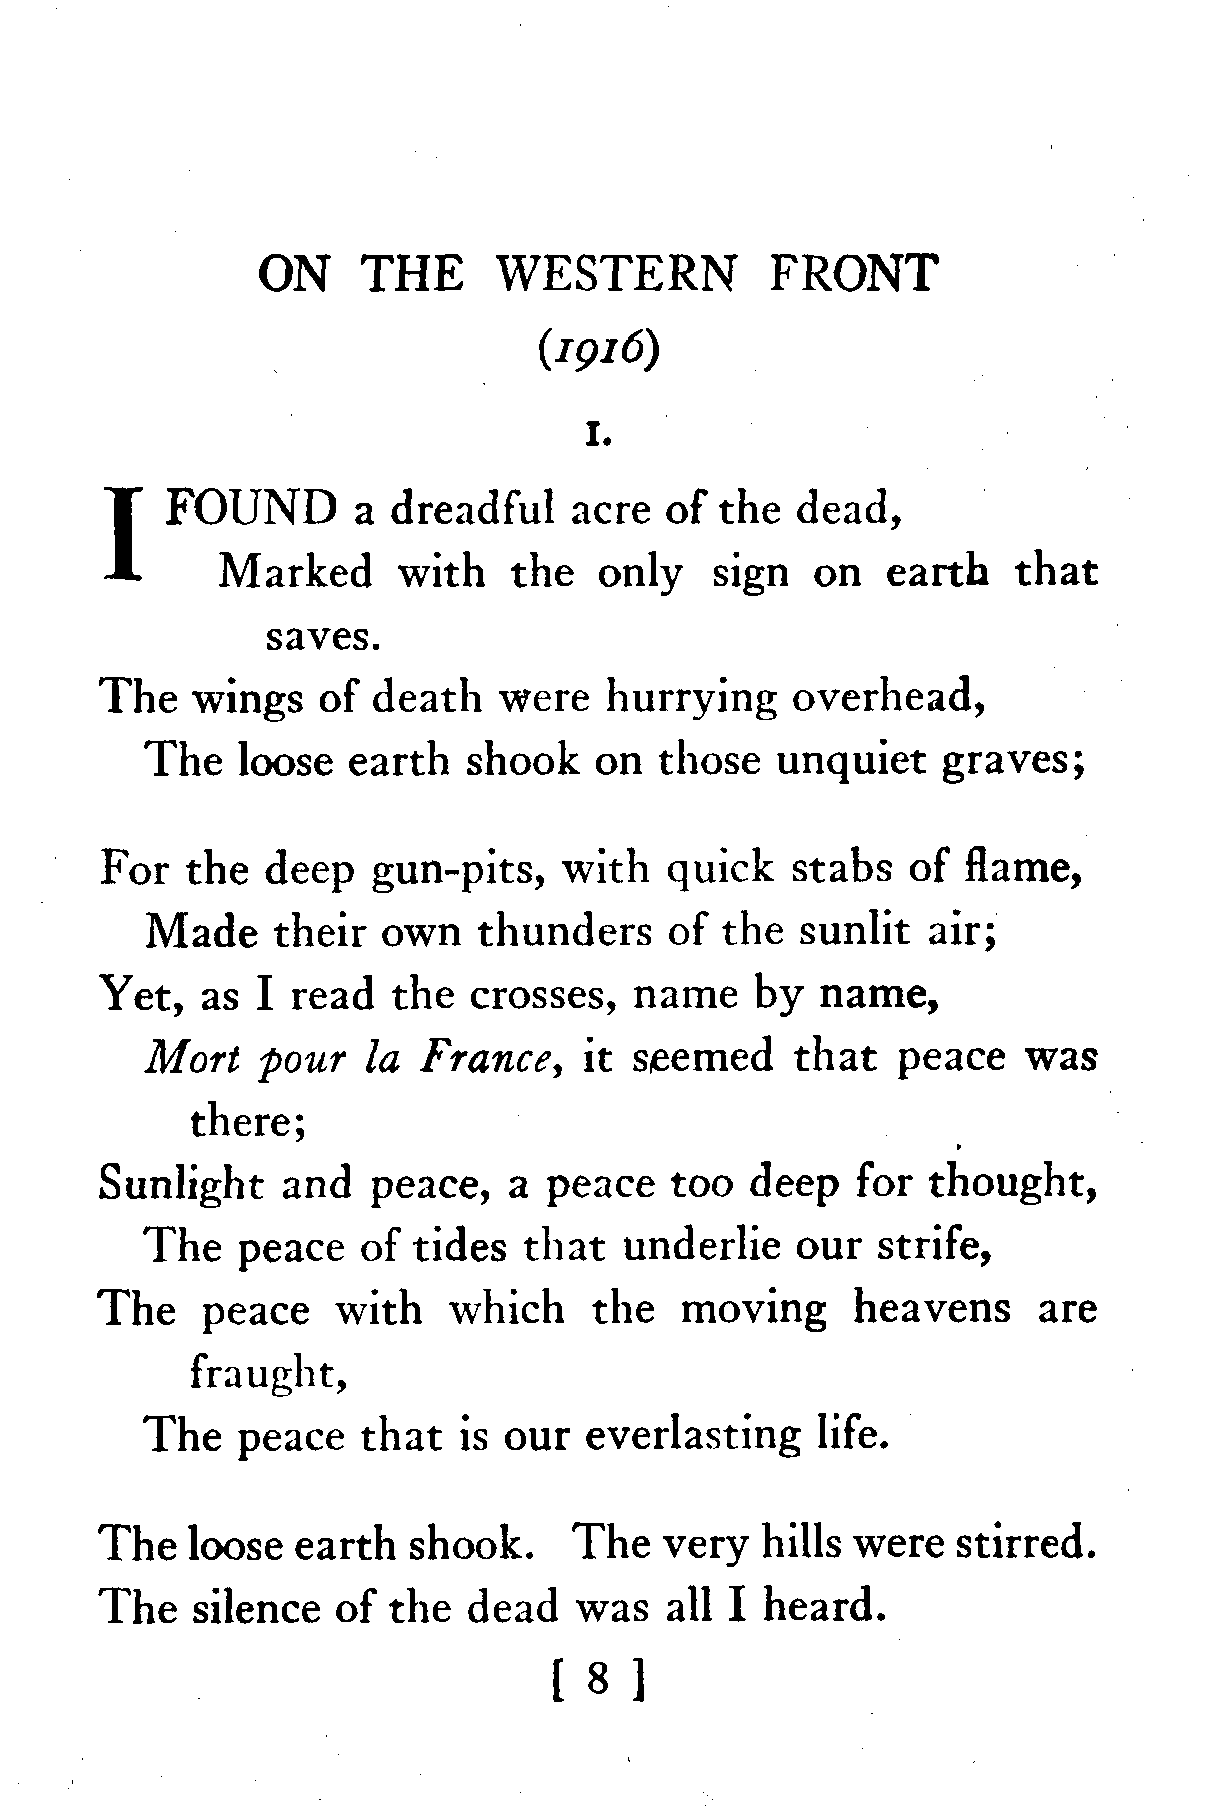 ON THE WESTERN FRONT
(1916)
I.
I FOUND a dreadful acre of the dead,
Marked with the only sign on earth that
saves.
The wings of death were hurrying overhead,
The loose earth shook on those unquiet graves;
For the deep gun-pits, with quick stabs of flame,
Made their own thunders of the sunlit air;
Yet, as I read the crosses, name by name,
Mort pour la France, it seemed that peace was
there;
Sunlight and peace, a peace too deep for thought,
The peace of tides that underlie our strife,
The peace with which the moving heavens are
fraught,
The peace that is our everlasting life.
The loose earth shook. The very hills were stirred.
The silence of the dead was all I heard.
[ 8 ]